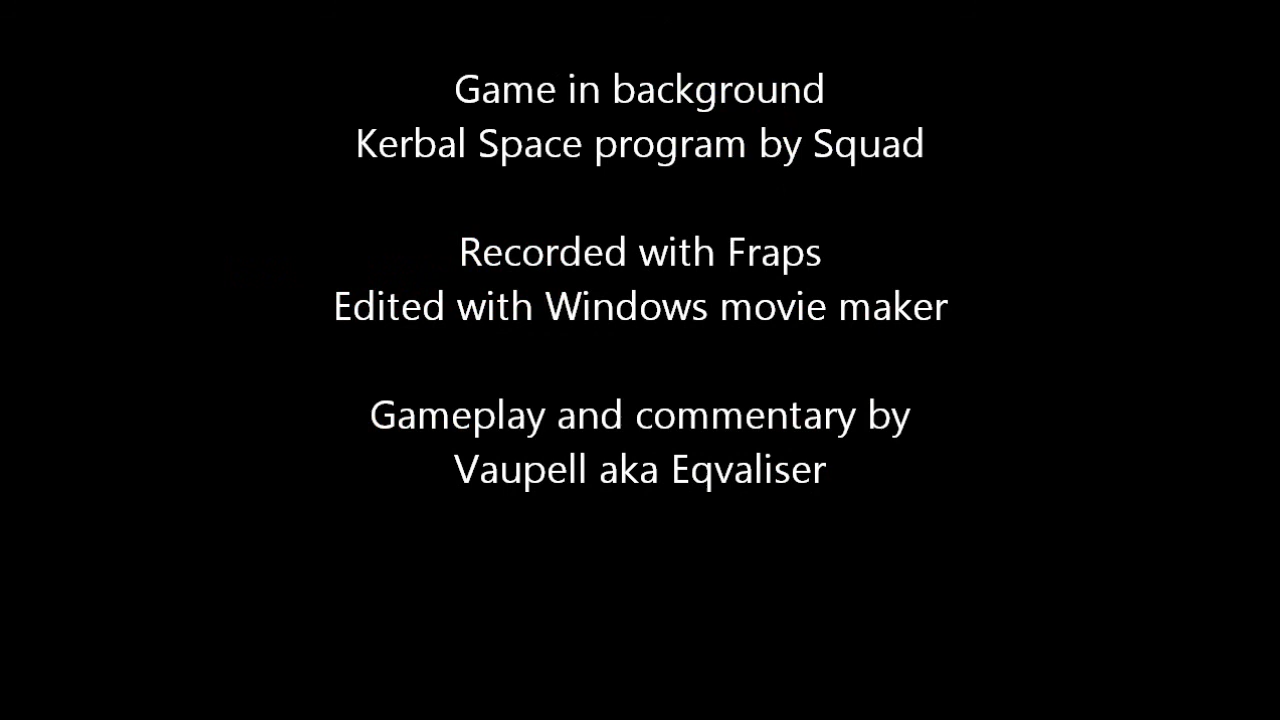 Game in background
Kerbal Space program by Squad
Recorded with Fraps
Edited with Windows movie maker
Gameplay and commentary by
Vaupell aka Eqvaliser